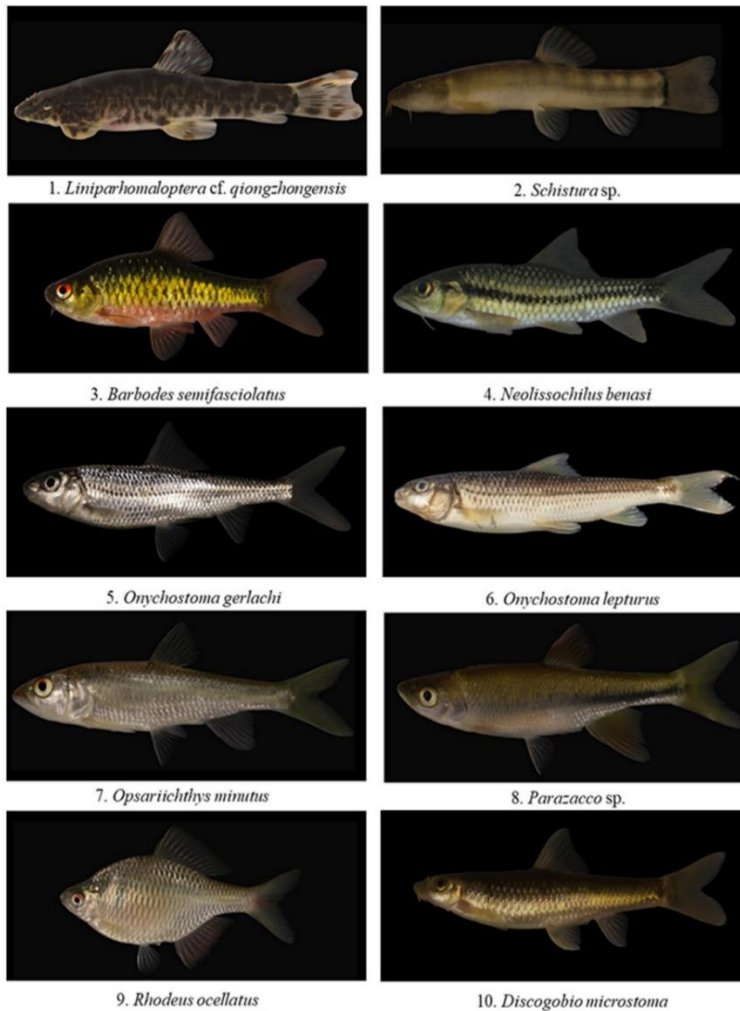 1. Liniparhomaloptera cf. qiongzhongensis
2. Schistura sp.
3. Barbodes semifasciolatus
4. Neolissochilus benasi
5. Onychostoma gerlachi
6. Onychostoma lepturus
7. Opsariichthys minutus
8. Parazacco sp.
9. Rhodeus ocellatus
10. Discogobio microstoma